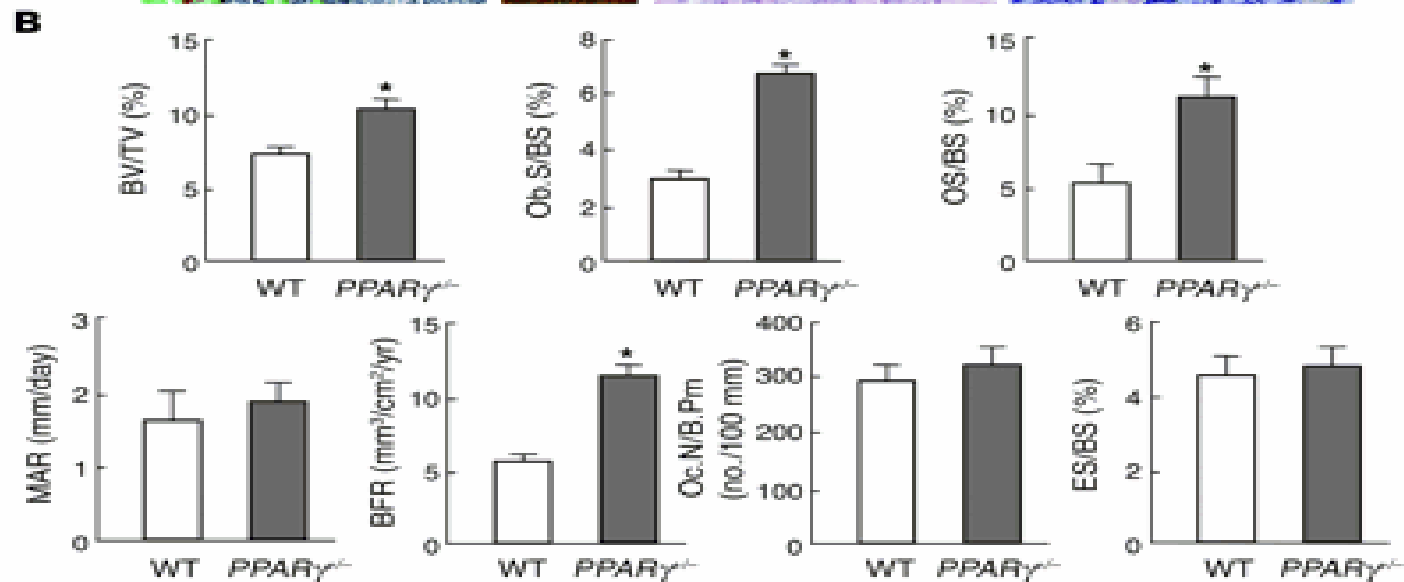 B
BV/TV (%)
15
10
5
0
WT PPARγ+/−
Ob.S/BS (%)
8
6
4
2
0
WT PPARγ+/−
OS/BS (%)
15
10
5
0
WT PPARγ+/−
MAR (mm/day)
3
2
1
0
WT PPARγ+/−
BFR (mm³/cm²/yr)
15
10
5
0
WT PPARγ+/−
Oc.N/B.Pm
(no./100 mm)
400
300
200
100
0
WT PPARγ+/−
ES/BS (%)
6
4
2
0
WT PPARγ+/−